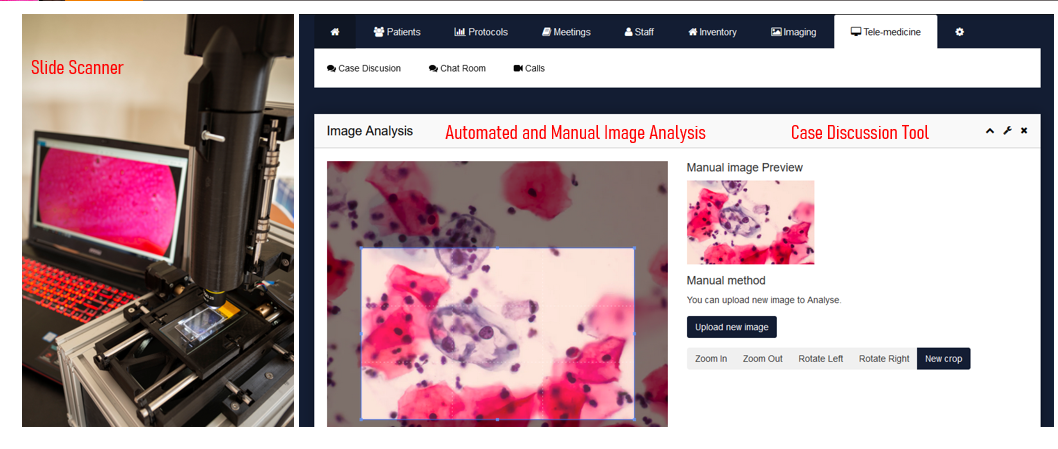 Slide Scanner
Patients Protocols Meetings Staff Inventory Imaging Tele-medicine
Case Discusion Chat Room Calls
Image Analysis Automated and Manual Image Analysis Case Discussion Tool
Manual image Preview
Manual method
You can upload new image to Analyse.
Upload new image
Zoom In Zoom Out Rotate Left Rotate Right New crop